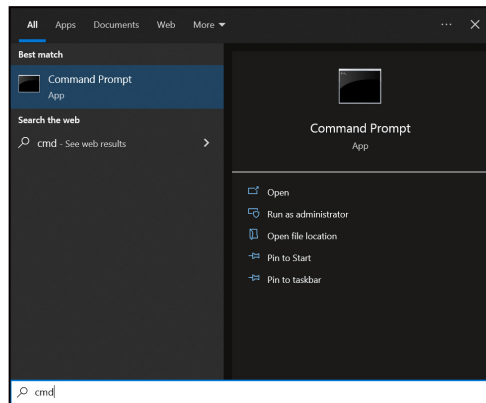 All Apps Documents Web More
Best match
Command Prompt
App
Search the web
cmd - See web results
Command Prompt
App
Open
Run as administrator
Open file location
Pin to Start
Pin to taskbar
cmd